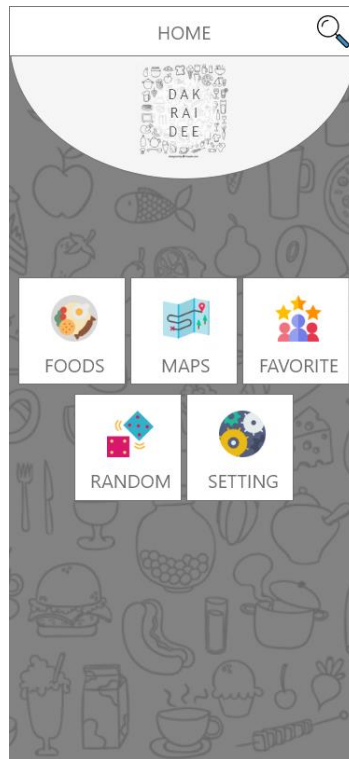 HOME
DAK
RAI
DEE
FOODS
MAPS
FAVORITE
RANDOM
SETTING